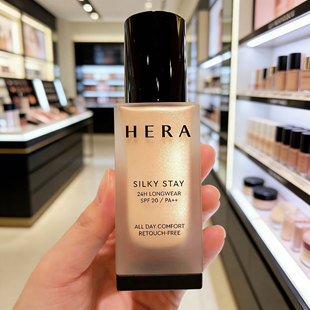 HERA
SILKY STAY
24H LONGWEAR
SPF 20 / PA++
ALL DAY COMFORT
RETOUCH-FREE